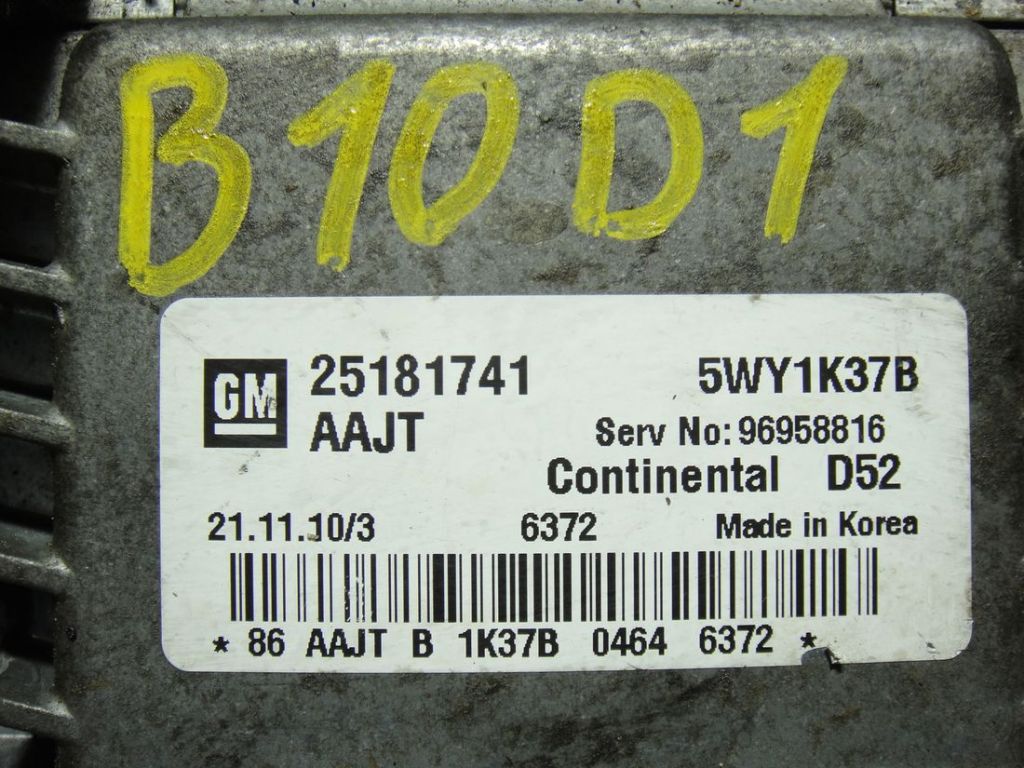 B10D1
GM 25181741 5WY1K37B
AAJT Serv No: 96958816
Continental D52
21.11.10/3 6372 Made in Korea
* 86 AAJT B 1K37B 0464 6372 *